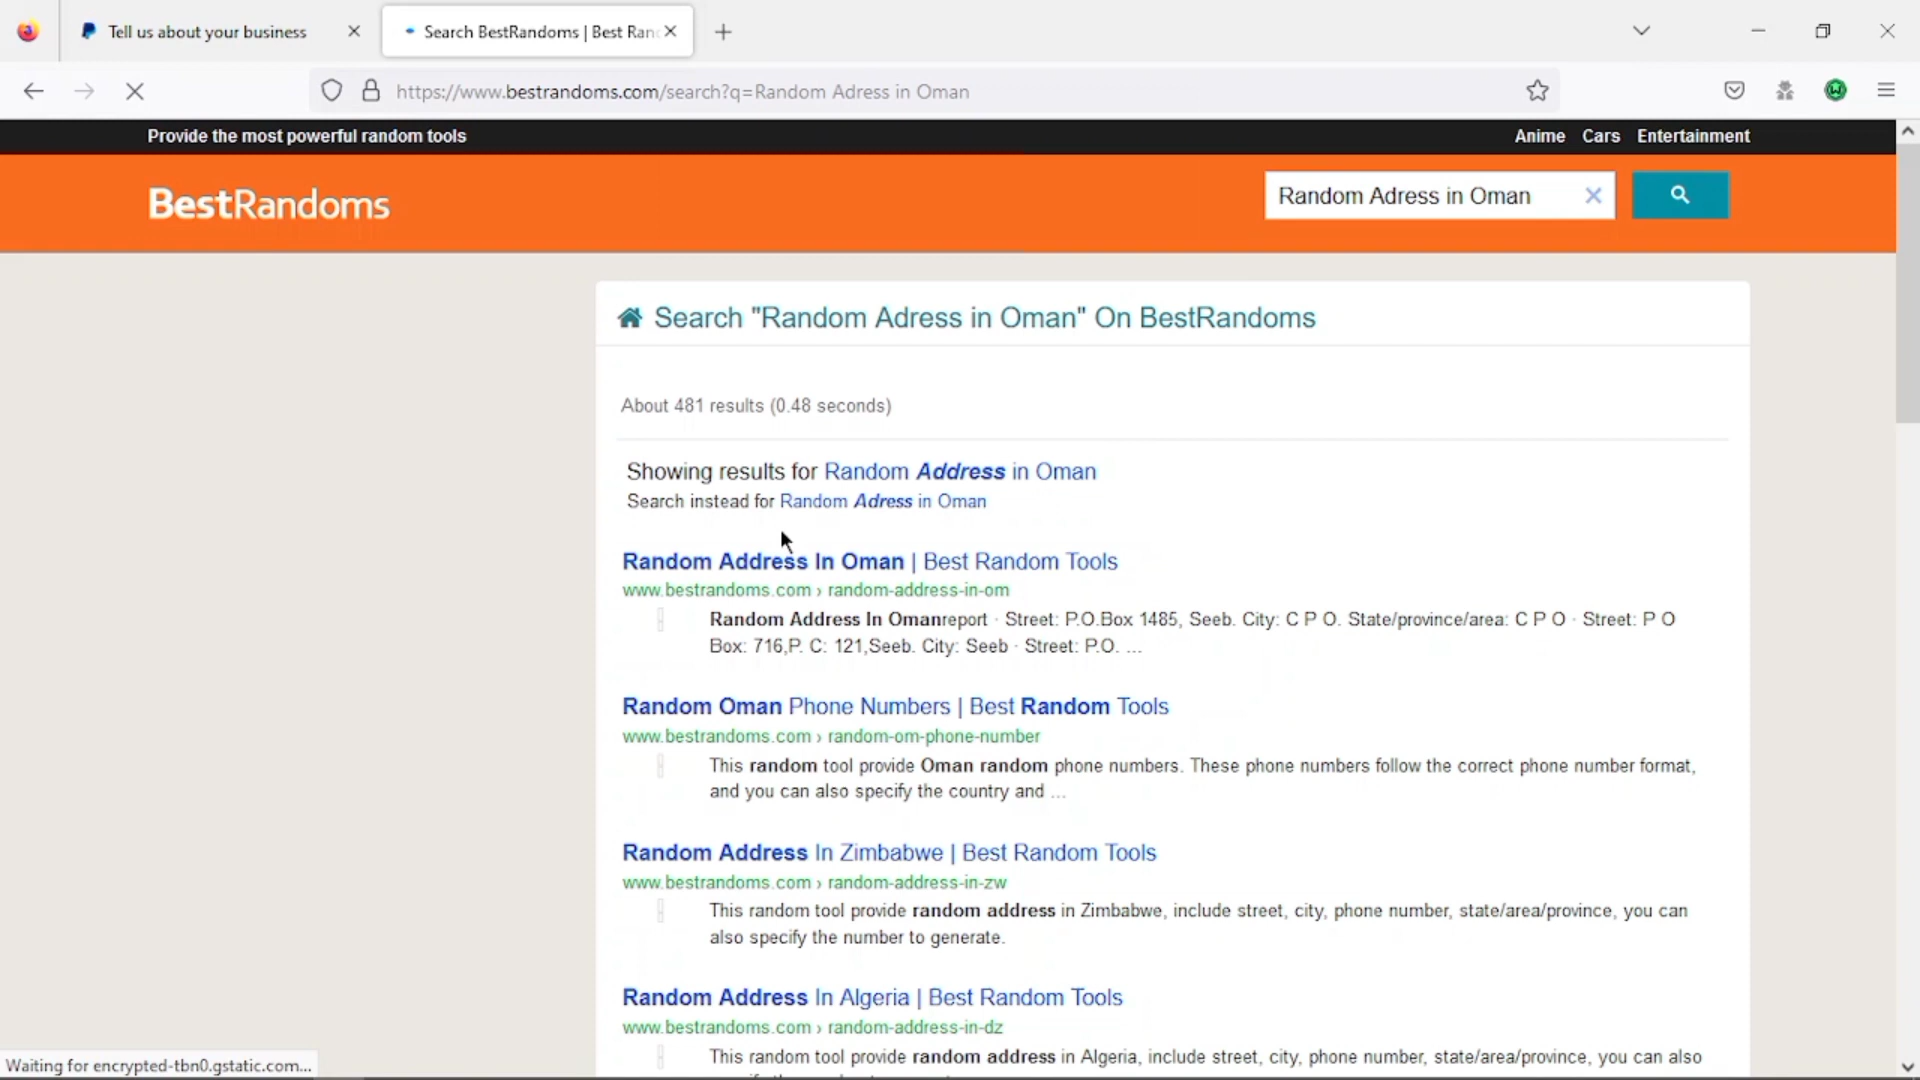 Tell us about your business
Search BestRandoms | Best Ran
https://www.bestrandoms.com/search?q=Random Adress in Oman
Provide the most powerful random tools
Anime Cars Entertainment
BestRandoms
Random Adress in Oman
Search "Random Adress in Oman" On BestRandoms
About 481 results (0.48 seconds)
Showing results for Random Address in Oman
Search instead for Random Adress in Oman
Random Address In Oman | Best Random Tools
www.bestrandoms.com › random-address-in-om
Random Address In Omanreport · Street: P.O.Box 1485, Seeb. City: C P O. State/province/area: C P O · Street: P O
Box: 716,P. C: 121,Seeb. City: Seeb · Street: P.O. ...
Random Oman Phone Numbers | Best Random Tools
www.bestrandoms.com › random-om-phone-number
This random tool provide Oman random phone numbers. These phone numbers follow the correct phone number format,
and you can also specify the country and ...
Random Address In Zimbabwe | Best Random Tools
www.bestrandoms.com › random-address-in-zw
This random tool provide random address in Zimbabwe, include street, city, phone number, state/area/province, you can
also specify the number to generate.
Random Address In Algeria | Best Random Tools
www.bestrandoms.com › random-address-in-dz
This random tool provide random address in Algeria, include street, city, phone number, state/area/province, you can also
Waiting for encrypted-tbn0.gstatic.com...